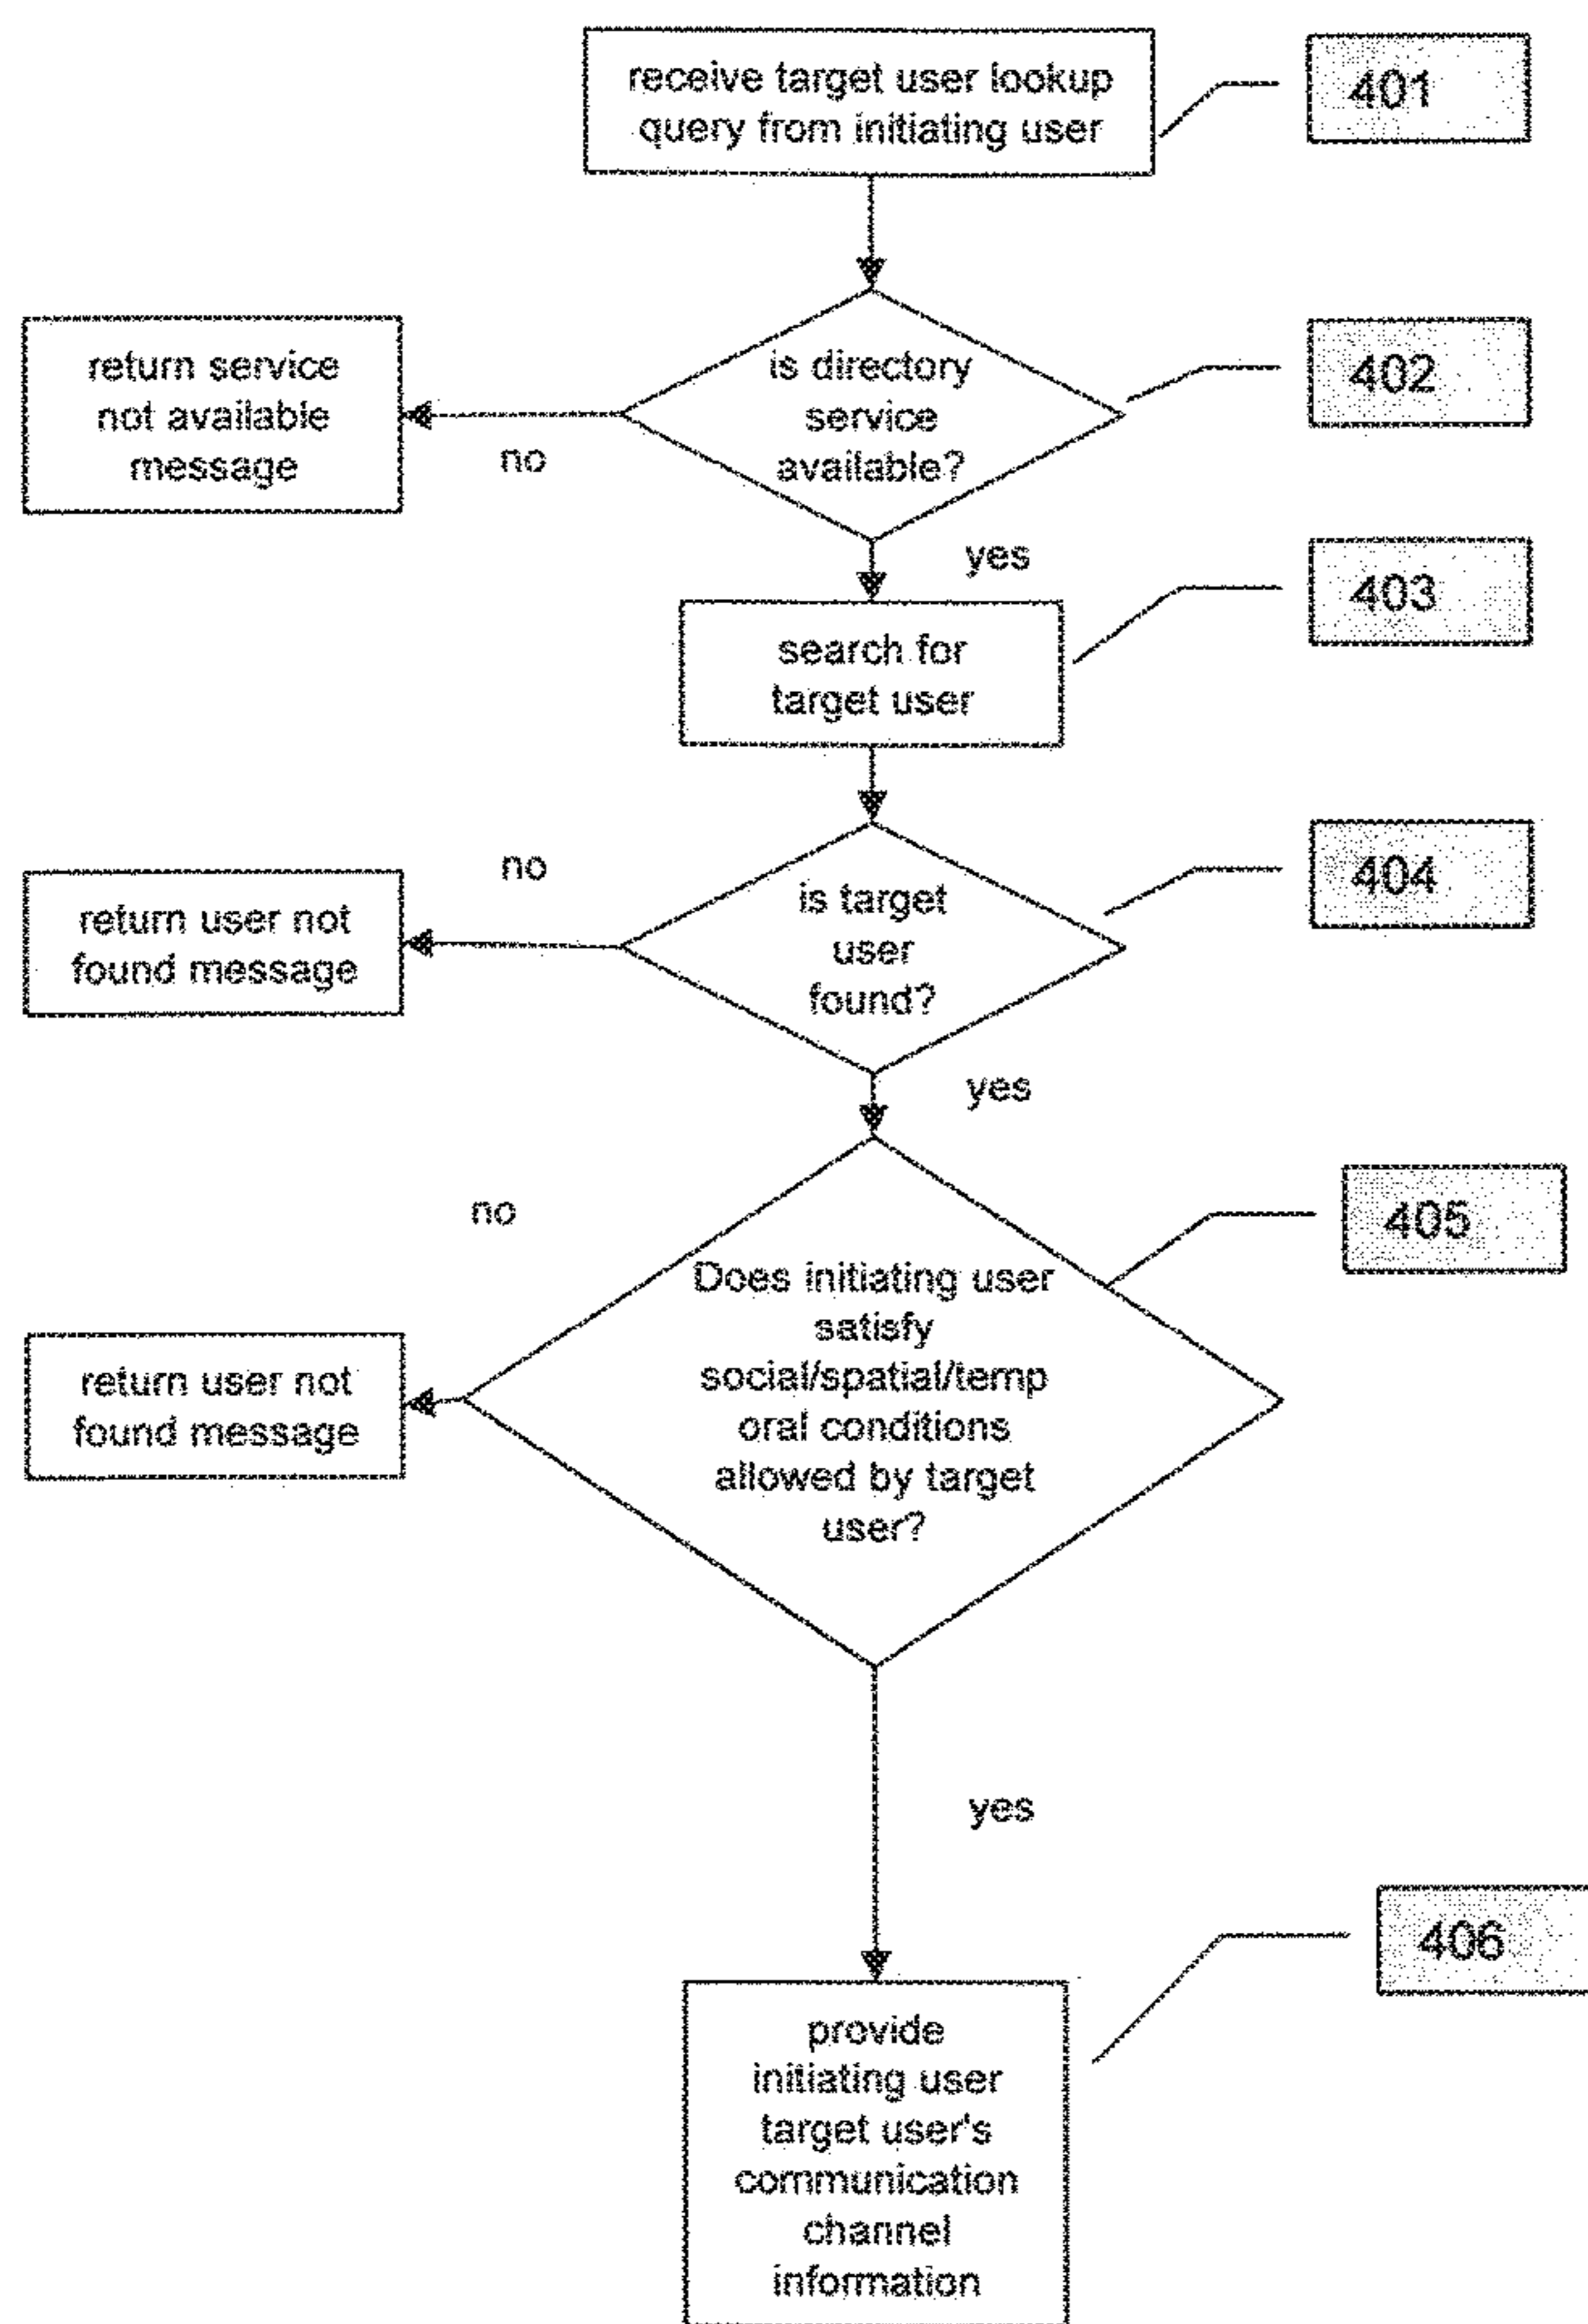 receive target user lookup
query from initiating user
401
is directory
service
available?
402
return service
not available
message
no
yes
search for
target user
403
is target
user
found?
404
no
return user not
found message
yes
Does initiating user
satisfy
social/spatial/temp
oral conditions
allowed by target
user?
405
no
return user not
found message
yes
provide
initiating user
target user's
communication
channel
information
406